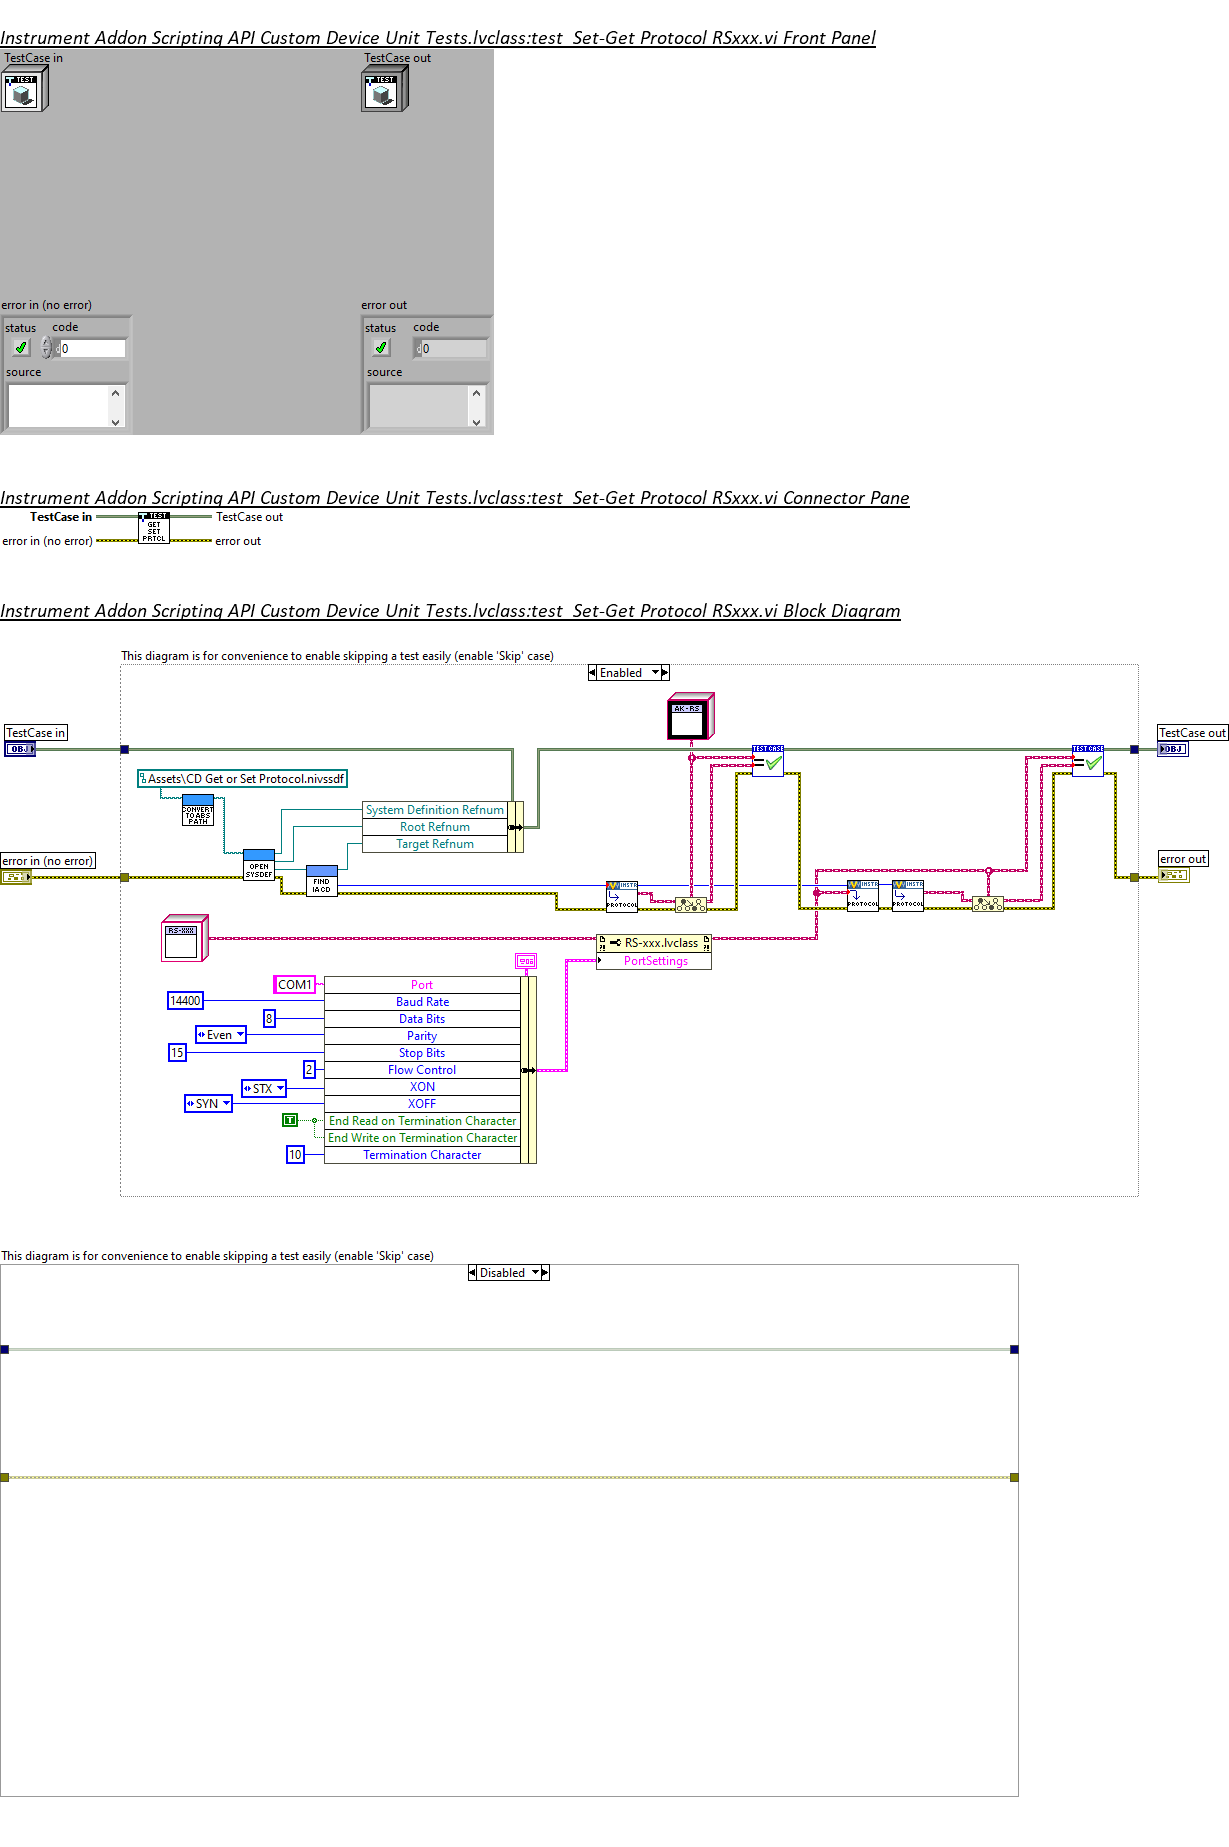 Instrument Addon Scripting API Custom Device Unit Tests.lvclass:test  Set-Get Protocol RSxxx.vi Front Panel
TestCase in
TestCase out
TEST
TEST
error in (no error)
error out
status
code
status
code
d 0
d 0
source
source
Instrument Addon Scripting API Custom Device Unit Tests.lvclass:test  Set-Get Protocol RSxxx.vi Connector Pane
TestCase in
TEST
GET
SET
PRTCL
TestCase out
error in (no error)
error out
Instrument Addon Scripting API Custom Device Unit Tests.lvclass:test  Set-Get Protocol RSxxx.vi Block Diagram
This diagram is for convenience to enable skipping a test easily (enable 'Skip' case)
Enabled
AK-RS
TestCase in
OBJ
TEST CASE
TEST CASE
TestCase out
OBJ
Assets\CD Get or Set Protocol.nivssdf
CONVERT
TO ABS
PATH
System Definition Refnum
Root Refnum
Target Refnum
error in (no error)
OPEN
SYSDEF
FIND
IACD
INSTR
PROTOCOL
INSTR
PROTOCOL
INSTR
PROTOCOL
error out
RS-XXX
RS-xxx.lvclass
PortSettings
COM1
Port
14400
Baud Rate
8
Data Bits
Even
Parity
15
Stop Bits
2
Flow Control
STX
XON
SYN
XOFF
T
End Read on Termination Character
End Write on Termination Character
10
Termination Character
This diagram is for convenience to enable skipping a test easily (enable 'Skip' case)
Disabled